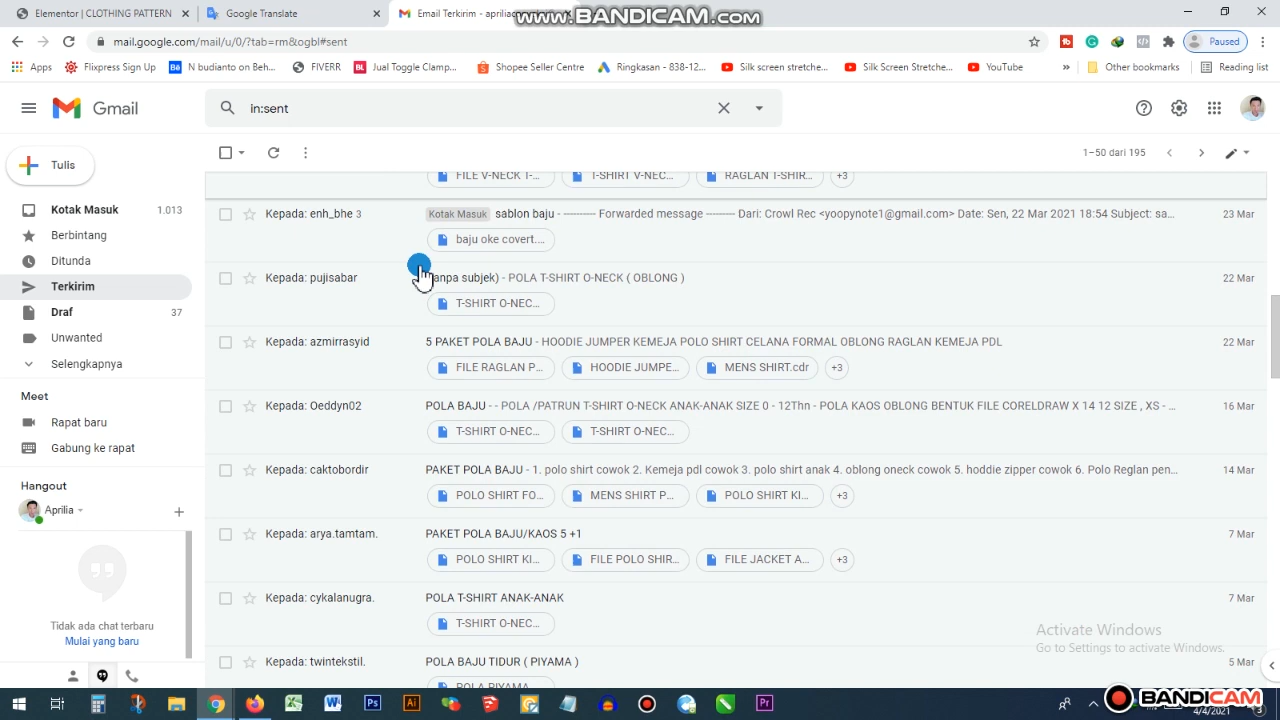 Elementor | CLOTHING PATTERN
Google Translate
Email Terkirim - apriliac
www.BANDICAM.com
mail.google.com/mail/u/0/?tab=rm&ogbl#sent
Paused
Apps
Flixpress Sign Up
N budianto on Beh...
FIVERR
Jual Toggle Clamp...
Shopee Seller Centre
Ringkasan - 838-12...
Silk screen stretche...
Silk Screen Stretche...
YouTube
»
Other bookmarks
Reading list
Gmail
in:sent
Tulis
1–50 dari 195
FILE V-NECK T-...
T-SHIRT V-NEC...
RAGLAN T-SHIR...
+3
Kotak Masuk 1.013
Kepada: enh_bhe 3
Kotak Masuk sablon baju - ---------- Forwarded message --------- Dari: Crowl Rec <yoopynote1@gmail.com> Date: Sen, 22 Mar 2021 18:54 Subject: sa...
23 Mar
Berbintang
baju oke covert....
Ditunda
Terkirim
Kepada: pujisabar
anpa subjek) - POLA T-SHIRT O-NECK ( OBLONG )
22 Mar
T-SHIRT O-NEC...
Draf 37
Unwanted
Kepada: azmirrasyid
5 PAKET POLA BAJU - HOODIE JUMPER KEMEJA POLO SHIRT CELANA FORMAL OBLONG RAGLAN KEMEJA PDL
22 Mar
Selengkapnya
FILE RAGLAN P...
HOODIE JUMPE...
MENS SHIRT.cdr
+3
Meet
Kepada: Oeddyn02
POLA BAJU - - POLA /PATRUN T-SHIRT O-NECK ANAK-ANAK SIZE 0 - 12Thn - POLA KAOS OBLONG BENTUK FILE CORELDRAW X 14 12 SIZE , XS - ...
16 Mar
Rapat baru
T-SHIRT O-NEC...
T-SHIRT O-NEC...
Gabung ke rapat
Kepada: caktobordir
PAKET POLA BAJU - 1. polo shirt cowok 2. Kemeja pdl cowok 3. polo shirt anak 4. oblong oneck cowok 5. hoddie zipper cowok 6. Polo Reglan pen...
14 Mar
Hangout
POLO SHIRT FO...
MENS SHIRT P...
POLO SHIRT KI...
+3
Aprilia
Kepada: arya.tamtam.
PAKET POLA BAJU/KAOS 5 +1
7 Mar
POLO SHIRT KI...
FILE POLO SHIR...
FILE JACKET A...
+3
Kepada: cykalanugra.
POLA T-SHIRT ANAK-ANAK
7 Mar
T-SHIRT O-NEC...
Tidak ada chat terbaru
Mulai yang baru
Activate Windows
Go to Settings to activate Windows.
Kepada: twintekstil.
POLA BAJU TIDUR ( PIYAMA )
5 Mar
POLA PIYAMA
BANDICAM
4/4/2021